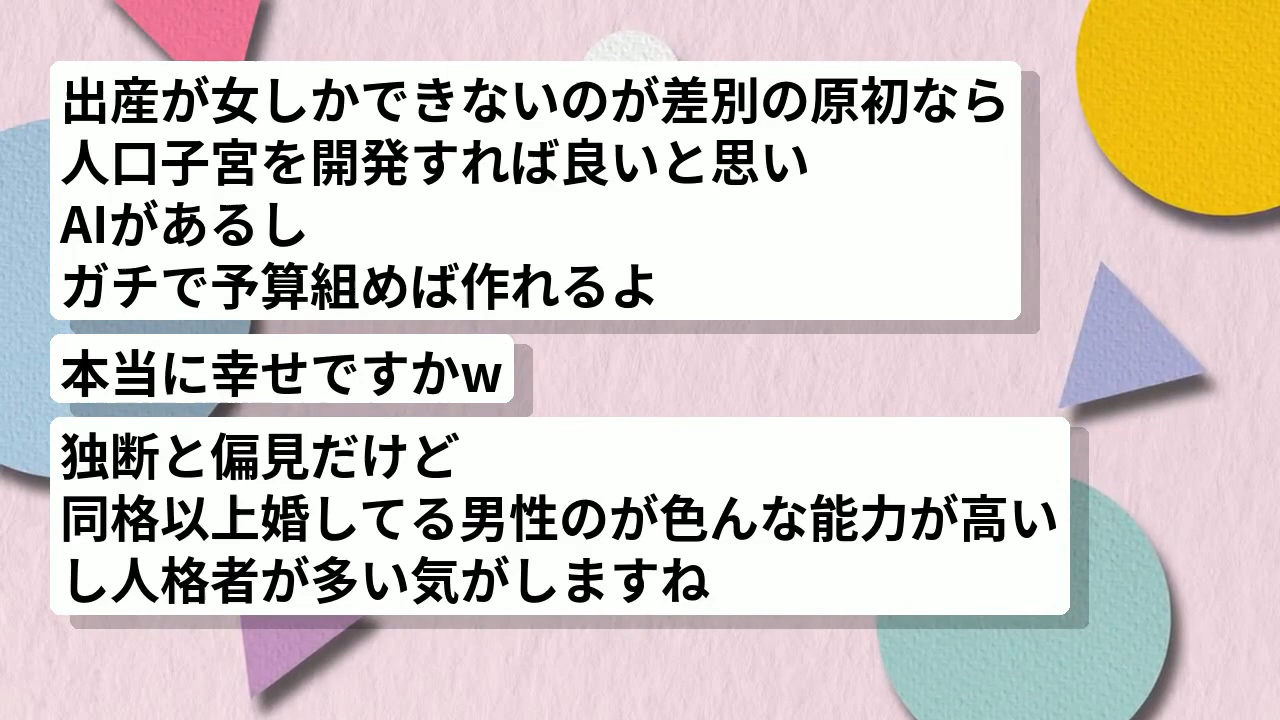 出産が女しかできないのが差別の原初なら
人口子宮を開発すれば良いと思い
AIがあるし
ガチで予算組めば作れるよ
本当に幸せですかw
独断と偏見だけど
同格以上婚してる男性のが色んな能力が高い
し人格者が多い気がしますね